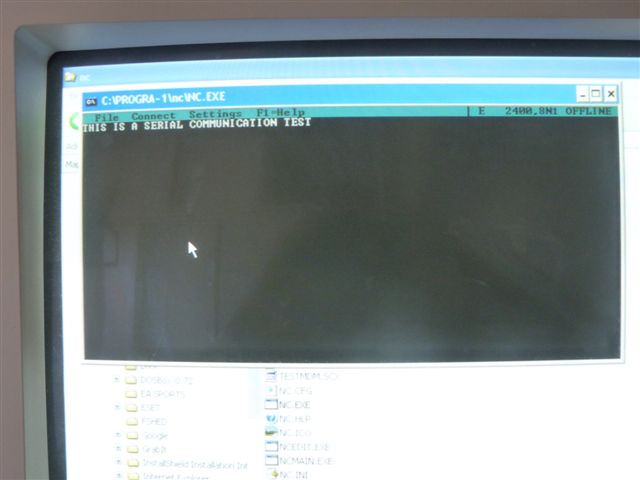 nc
C:\PROGRA~1\nc\NC.EXE
File Connect Settings F1=Help | E 2400,8N1 OFFLINE
THIS IS A SERIAL COMMUNICATION TEST
DOSBox-0.72
EA SPORTS
ESET
FSHED
Google
GrabIt
InstallShield Installation Inf
Internet Explorer
TESTMDM.SCX
NC.CFG
NC.EXE
NC.HLP
NC.ICO
NCEDIT.EXE
NCMAIN.EXE
NC.INI